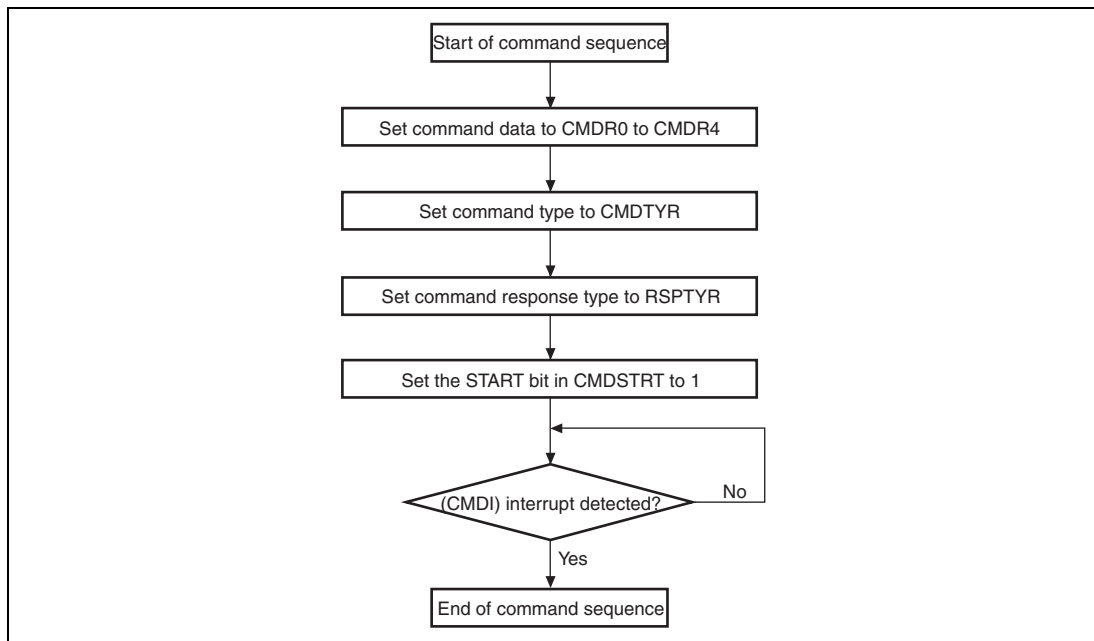 Start of command sequence
Set command data to CMDR0 to CMDR4
Set command type to CMDTYR
Set command response type to RSPTYR
Set the START bit in CMDSTRT to 1
(CMDI) interrupt detected?
No
Yes
End of command sequence